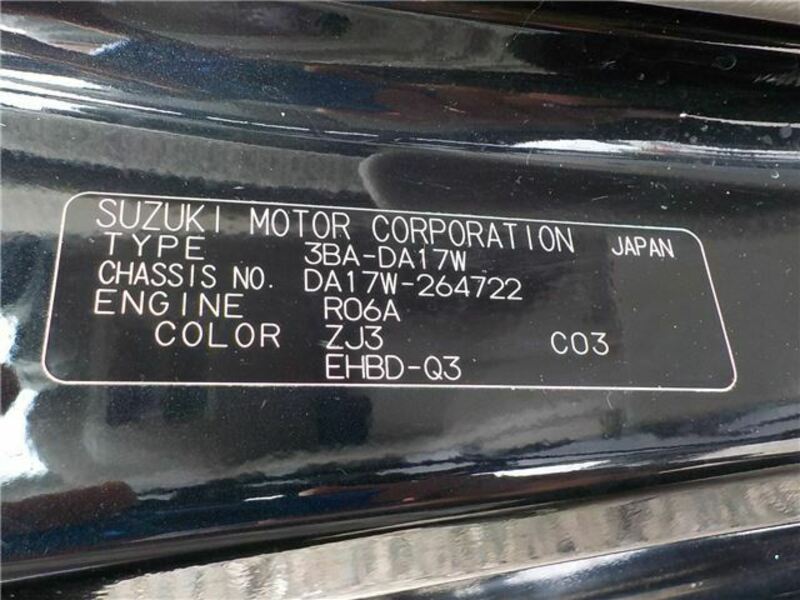 SUZUKI MOTOR CORPORATION JAPAN
TYPE 3BA-DA17W
CHASSIS NO. DA17W-264722
ENGINE R06A
COLOR ZJ3 C03
EHBD-Q3